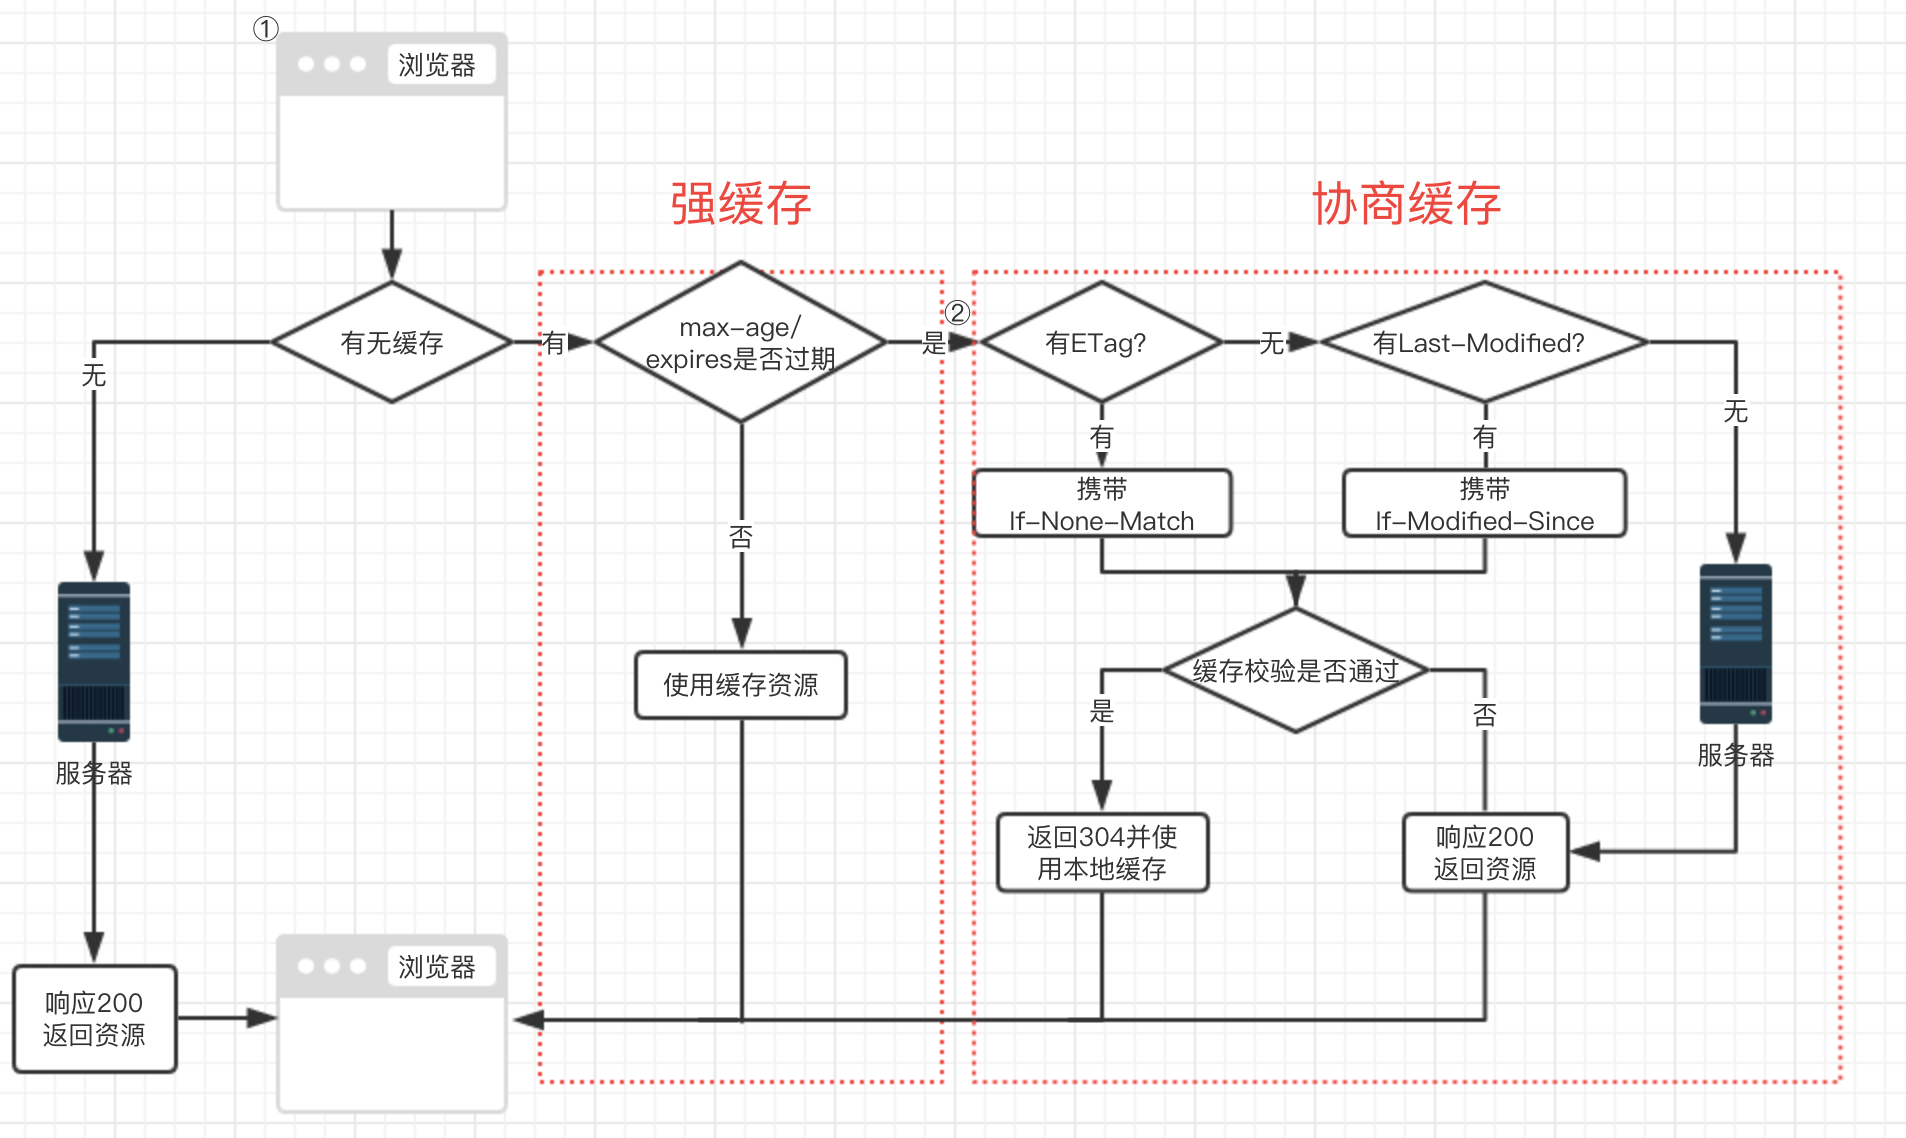 ①
浏览器
强缓存
协商缓存
有无缓存
无
有
max-age/
expires是否过期
是
②
有ETag?
无
有Last-Modified?
无
有
有
携带
If-None-Match
携带
If-Modified-Since
否
使用缓存资源
缓存校验是否通过
是
否
服务器
服务器
返回304并使
用本地缓存
响应200
返回资源
浏览器
响应200
返回资源